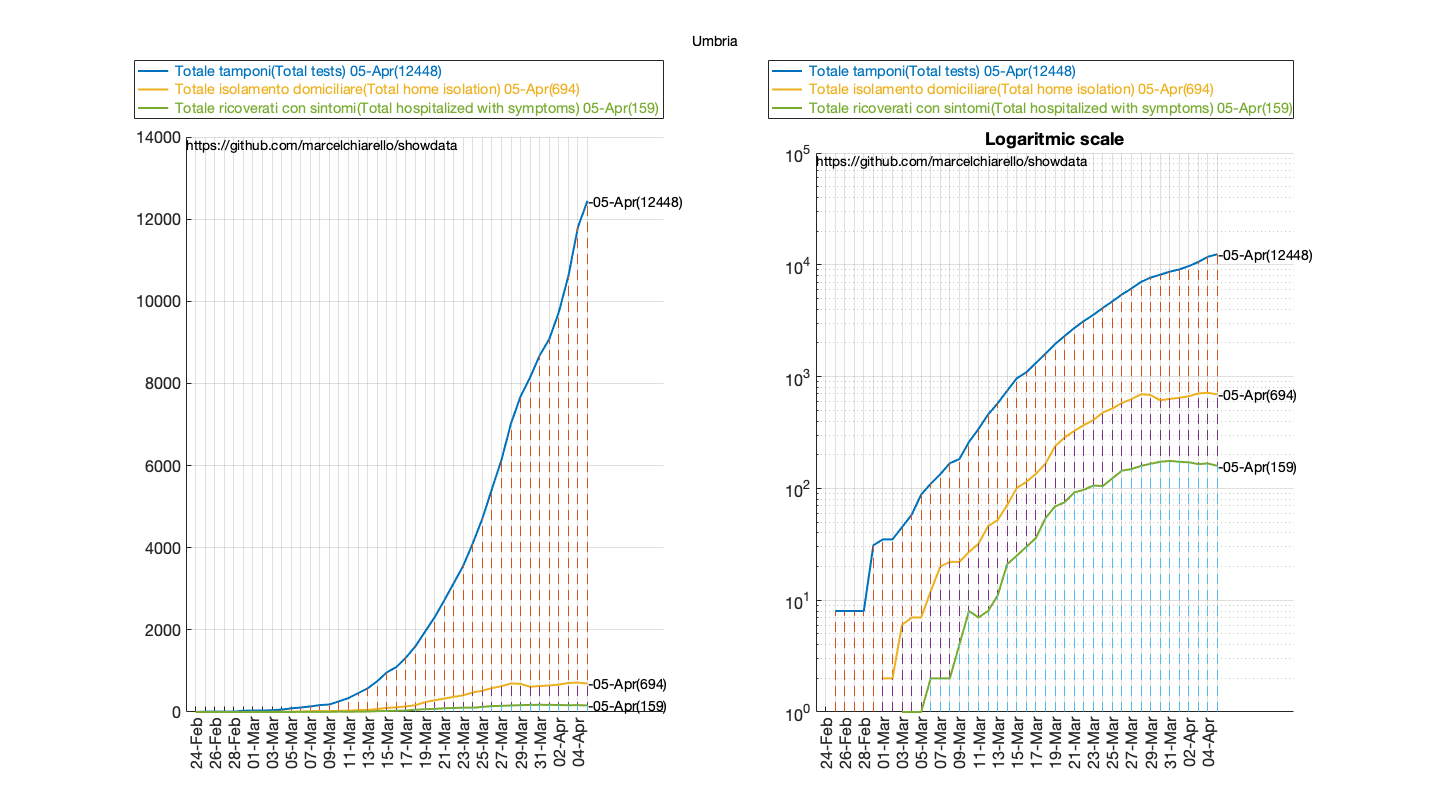 Umbria
Totale tamponi(Total tests) 05-Apr(12448)
Totale isolamento domiciliare(Total home isolation) 05-Apr(694)
Totale ricoverati con sintomi(Total hospitalized with symptoms) 05-Apr(159)
14000
https://github.com/marcelchiarello/showdata
12000
10000
8000
6000
4000
2000
0
-05-Apr(12448)
-05-Apr(694)
-05-Apr(159)
24-Feb
26-Feb
28-Feb
01-Mar
03-Mar
05-Mar
07-Mar
09-Mar
11-Mar
13-Mar
15-Mar
17-Mar
19-Mar
21-Mar
23-Mar
25-Mar
27-Mar
29-Mar
31-Mar
02-Apr
04-Apr
Totale tamponi(Total tests) 05-Apr(12448)
Totale isolamento domiciliare(Total home isolation) 05-Apr(694)
Totale ricoverati con sintomi(Total hospitalized with symptoms) 05-Apr(159)
Logaritmic scale
10^5
https://github.com/marcelchiarello/showdata
10^4
10^3
10^2
10^1
10^0
-05-Apr(12448)
-05-Apr(694)
-05-Apr(159)
24-Feb
26-Feb
28-Feb
01-Mar
03-Mar
05-Mar
07-Mar
09-Mar
11-Mar
13-Mar
15-Mar
17-Mar
19-Mar
21-Mar
23-Mar
25-Mar
27-Mar
29-Mar
31-Mar
02-Apr
04-Apr